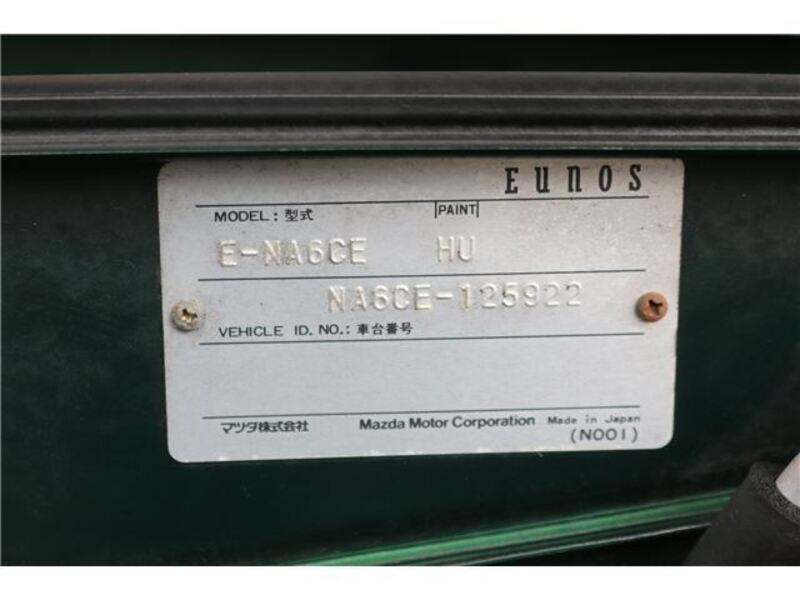 EUNOS
MODEL : 型式 PAINT
E-NA6CE HU
NA6CE-125922
VEHICLE ID. NO. : 車台番号
マツダ株式会社 Mazda Motor Corporation Made in Japan
(N001)